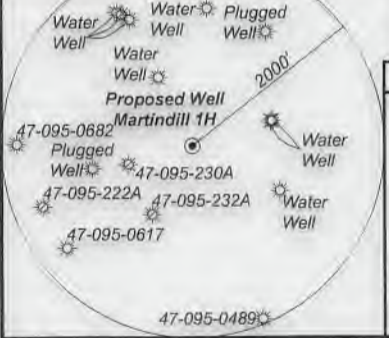 Water
Well
Water
Well
Plugged
Well
Water
Well
2000'
Proposed Well
Martindill 1H
47-095-0682
Plugged
Well
47-095-230A
Water
Well
47-095-222A
47-095-232A
Water
Well
47-095-0617
47-095-0489